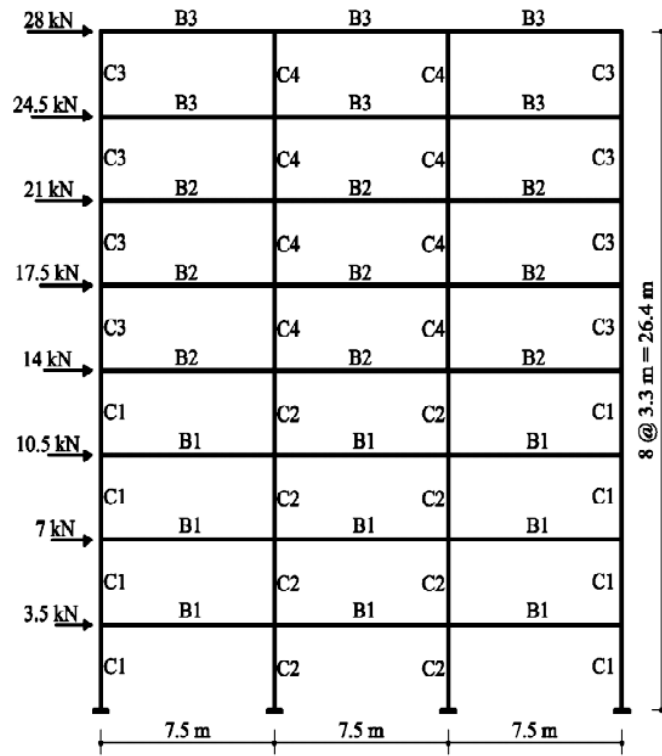 28 kN B3 B3 B3
C3 C4 C4 C3
24.5 kN B3 B3 B3
C3 C4 C4 C3
21 kN B2 B2 B2
C3 C4 C4 C3
17.5 kN B2 B2 B2
C3 C4 C4 C3
14 kN B2 B2 B2
C1 C2 C2 C1
10.5 kN B1 B1 B1
C1 C2 C2 C1
7 kN B1 B1 B1
C1 C2 C2 C1
3.5 kN B1 B1 B1
C1 C2 C2 C1
7.5 m 7.5 m 7.5 m
8 @ 3.3 m = 26.4 m